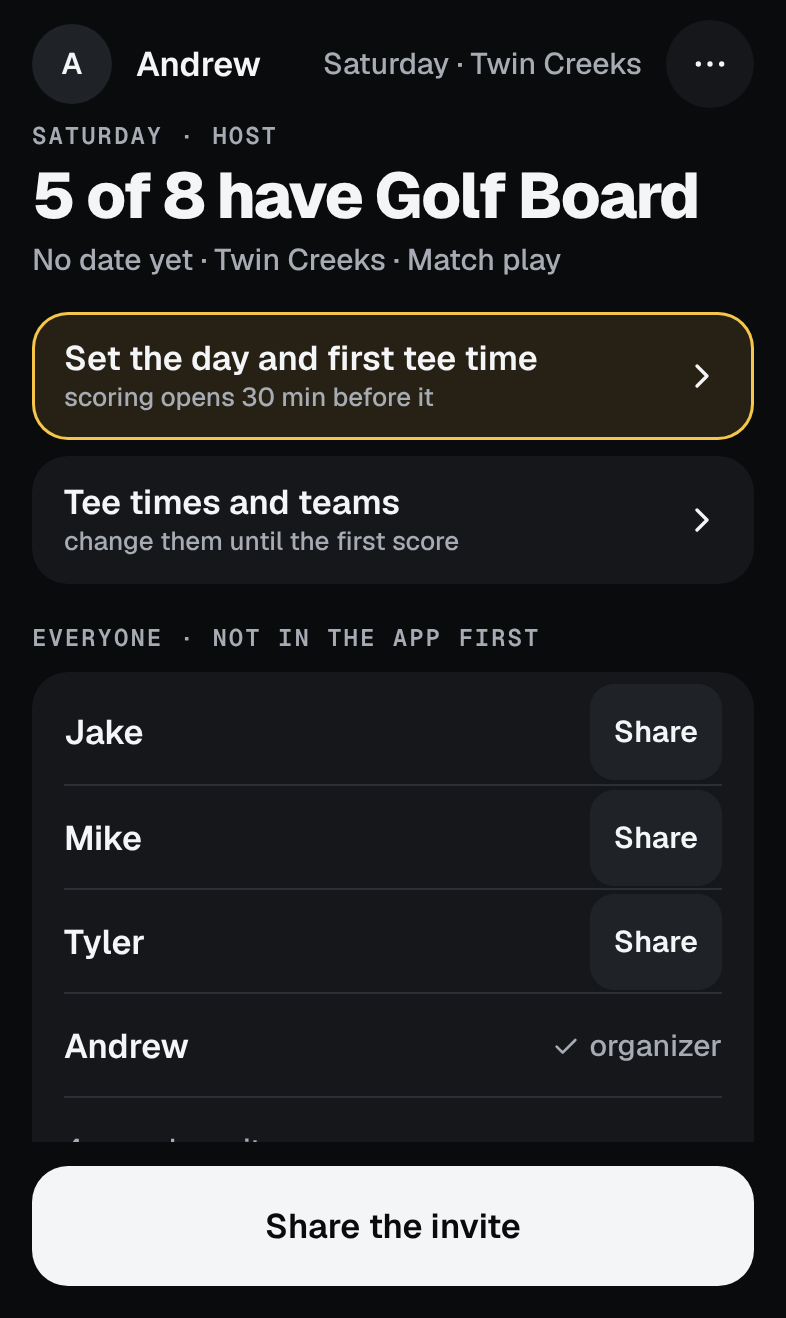 A
Andrew
Saturday · Twin Creeks
SATURDAY · HOST
5 of 8 have Golf Board
No date yet · Twin Creeks · Match play
Set the day and first tee time
scoring opens 30 min before it
Tee times and teams
change them until the first score
EVERYONE · NOT IN THE APP FIRST
Jake
Share
Mike
Share
Tyler
Share
Andrew
✓ organizer
Share the invite